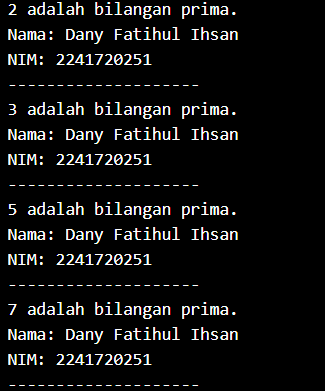 2 adalah bilangan prima.
Nama: Dany Fatihul Ihsan
NIM: 2241720251
--------------------
3 adalah bilangan prima.
Nama: Dany Fatihul Ihsan
NIM: 2241720251
--------------------
5 adalah bilangan prima.
Nama: Dany Fatihul Ihsan
NIM: 2241720251
--------------------
7 adalah bilangan prima.
Nama: Dany Fatihul Ihsan
NIM: 2241720251
--------------------